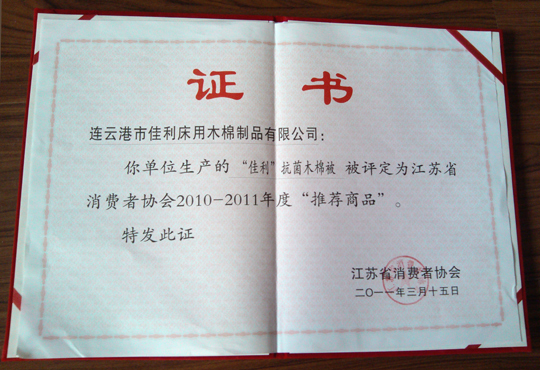 证书
连云港市佳利床用木棉制品有限公司：
你单位生产的 “佳利”抗菌木棉被 被评定为江苏省
消费者协会2010-2011年度“推荐商品”。
特发此证
江苏省消费者协会
二〇一一年三月十五日